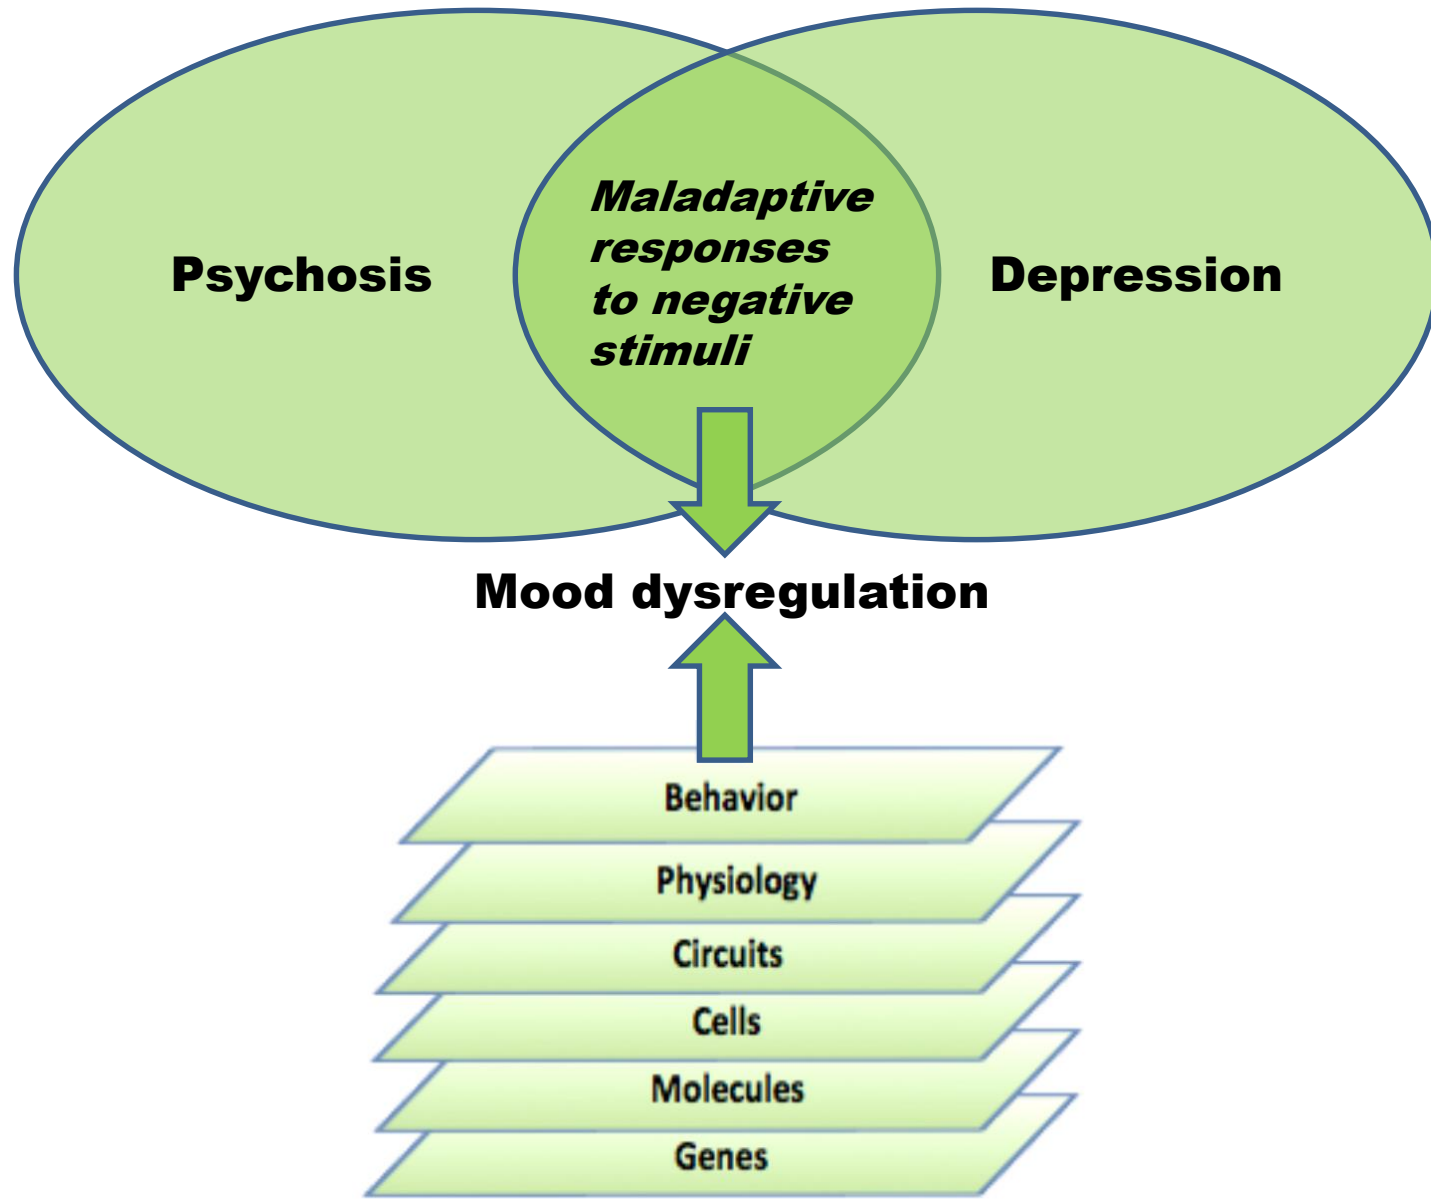 Psychosis
Maladaptive
responses
to negative
stimuli
Depression
Mood dysregulation
Behavior
Physiology
Circuits
Cells
Molecules
Genes